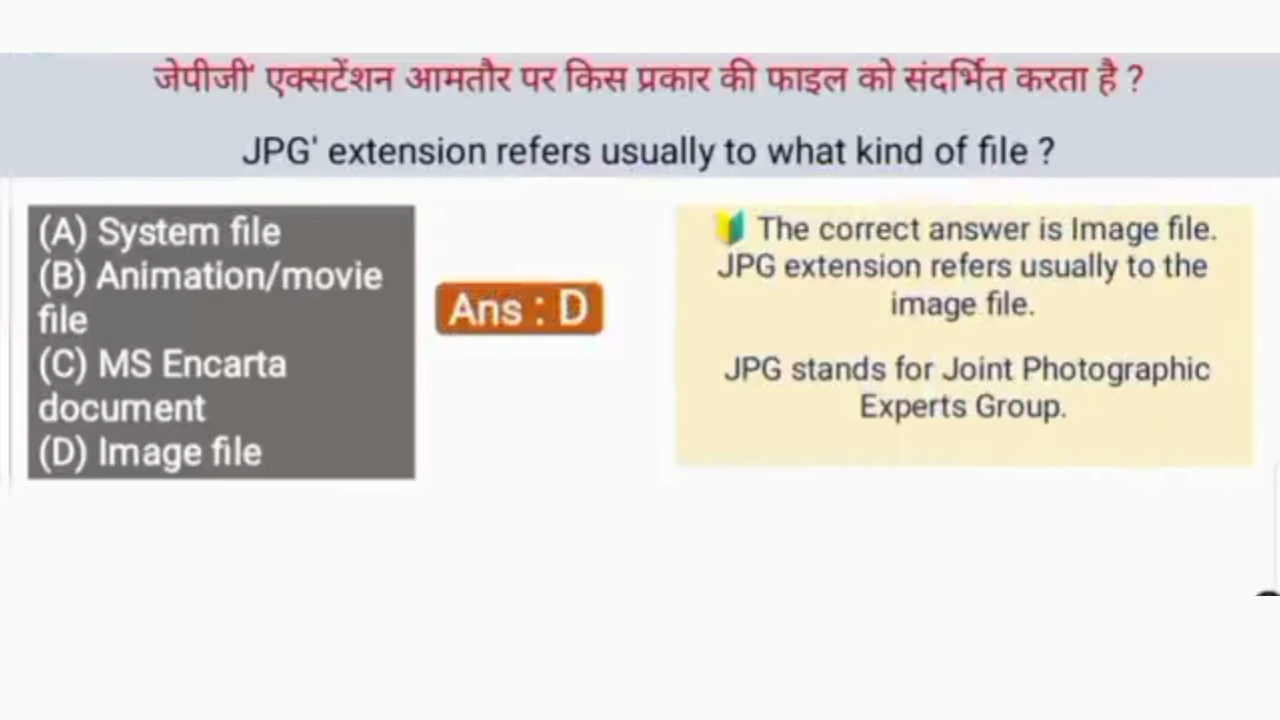 जेपीजी' एक्सटेंशन आमतौर पर किस प्रकार की फाइल को संदर्भित करता है ?
JPG' extension refers usually to what kind of file ?
(A) System file
(B) Animation/movie
file
(C) MS Encarta
document
(D) Image file
Ans : D
The correct answer is Image file.
JPG extension refers usually to the
image file.
JPG stands for Joint Photographic
Experts Group.